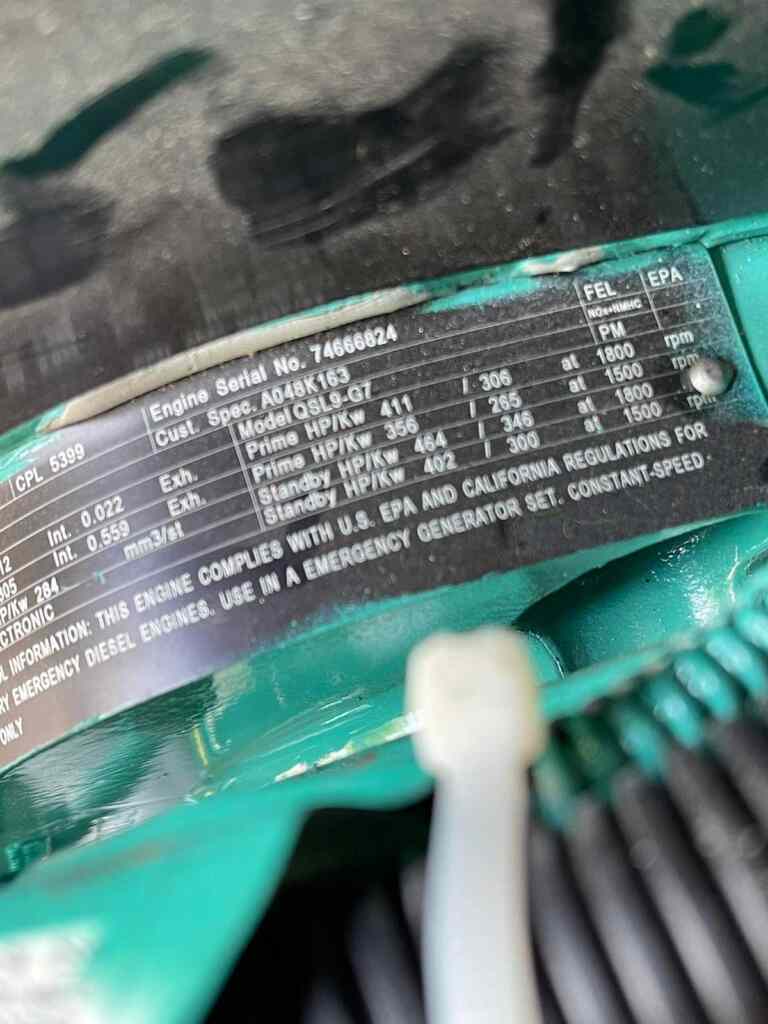 FEL EPA
NOx+NMHC
PM
Engine Serial No. 74666824
Cust. Spec. A048K163
CPL 5399 Model QSL9-G7
Prime HP/Kw 411 / 306 at 1800 rpm
Int. 0.022 Exh. Prime HP/Kw 356 / 265 at 1500 rpm
Int. 0.559 Exh. Standby HP/Kw 464 / 346 at 1800 rpm
mm3/st Standby HP/Kw 402 / 300 at 1500 rpm
HP/Kw 284
INFORMATION: THIS ENGINE COMPLIES WITH U.S. EPA AND CALIFORNIA REGULATIONS FOR
EMERGENCY DIESEL ENGINES. USE IN A EMERGENCY GENERATOR SET. CONSTANT-SPEED
ONLY